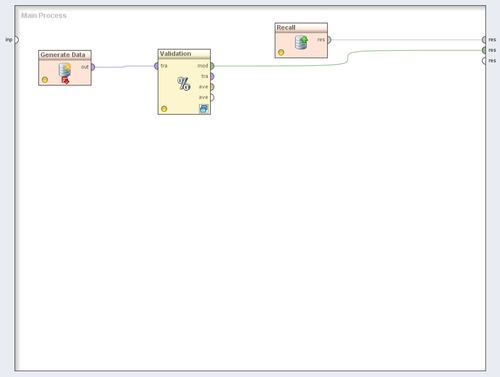 Main Process
Recall
inp
res
res
Generate Data
Validation
res
out
tra
mod
res
tra
ave
ave